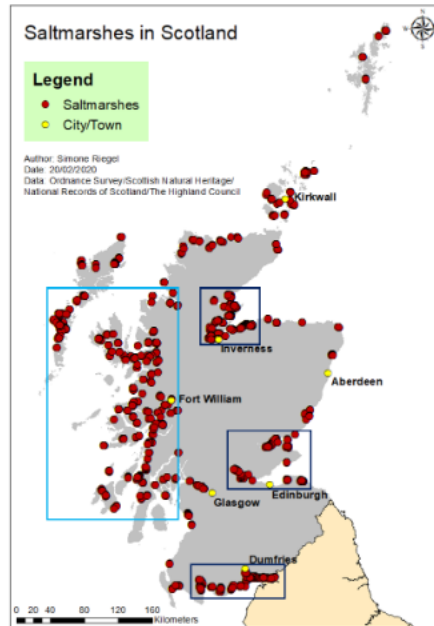 Saltmarshes in Scotland
N
Legend
Saltmarshes
City/Town
Author: Simone Riegel
Date: 20/02/2020
Data: Ordnance Survey/Scottish Natural Heritage/
National Records of Scotland/The Highland Council
Kirkwall
Inverness
Aberdeen
Fort William
Edinburgh
Glasgow
Dumfries
0 20 40 80 120 160
Kilometers